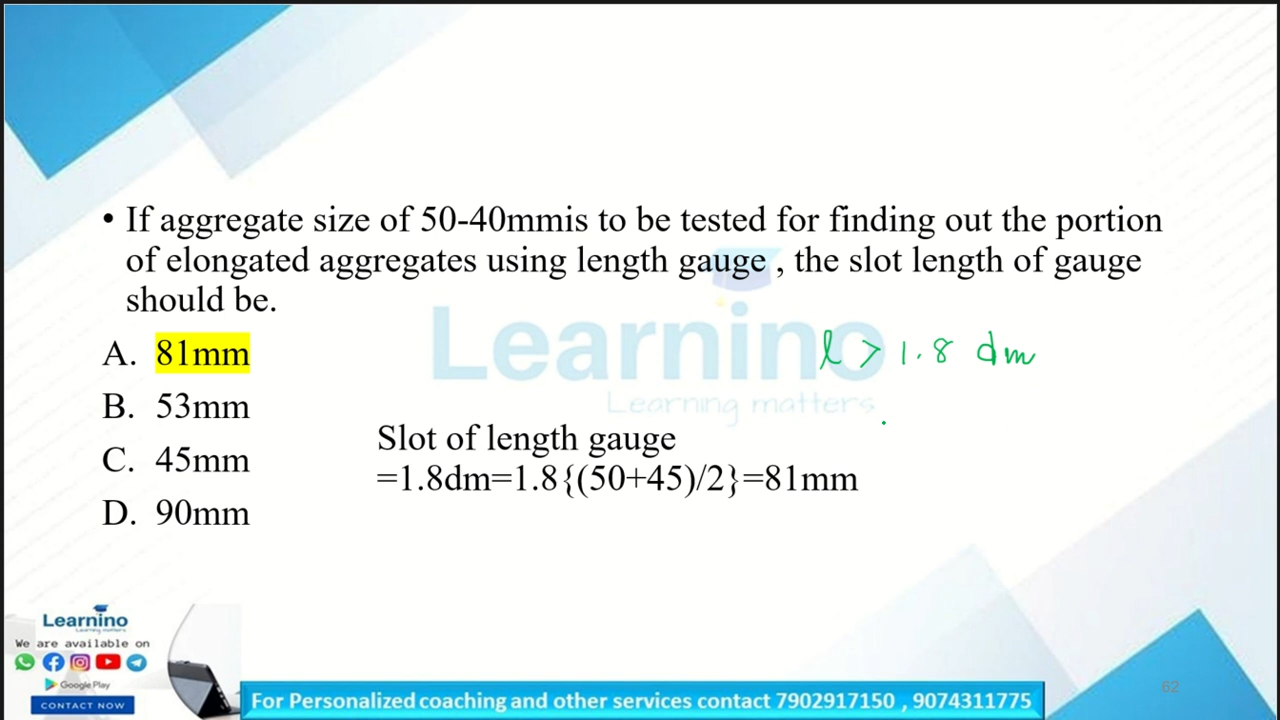 • If aggregate size of 50-40mmis to be tested for finding out the portion
of elongated aggregates using length gauge , the slot length of gauge
should be.
A. 81mm
B. 53mm
C. 45mm
D. 90mm
l > 1.8 dm
Slot of length gauge
=1.8dm=1.8{(50+45)/2}=81mm
Learnino
Learning matters
Learnino
Learning matters
We are available on
Google Play
CONTACT NOW
For Personalized coaching and other services contact 7902917150 , 9074311775
62